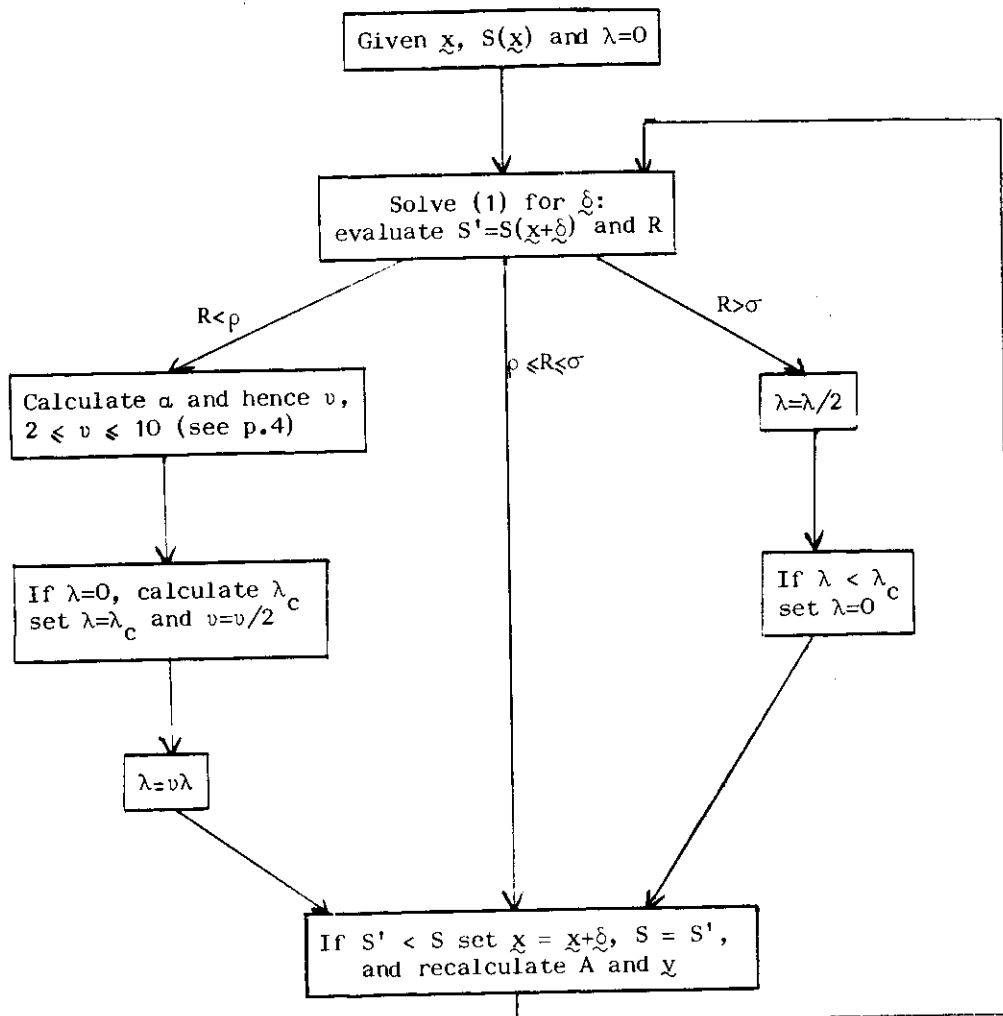 Given x, S(x) and λ=0
Solve (1) for δ:
evaluate S'=S(x+δ) and R
R<ρ
ρ ⩽R⩽σ
R>σ
Calculate α and hence υ,
2 ⩽ υ ⩽ 10 (see p.4)
λ=λ/2
If λ=0, calculate λc
set λ=λc and υ=υ/2
If λ < λc
set λ=0
λ=υλ
If S' < S set x = x+δ, S = S',
and recalculate A and v